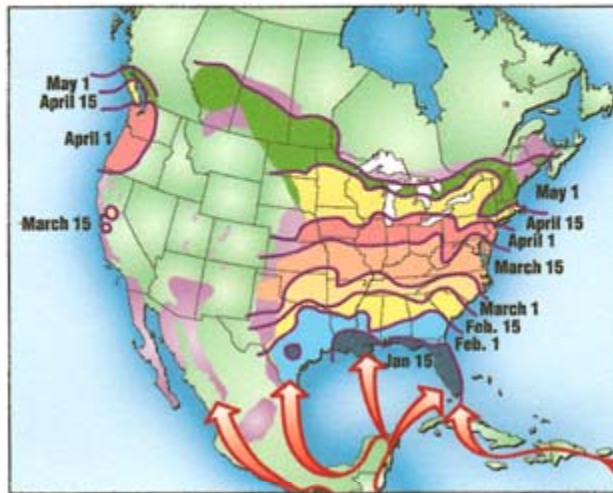 May 1
April 15
April 1
March 15
May 1
April 15
April 1
March 15
March 1
Feb. 15
Feb. 1
Jan 15